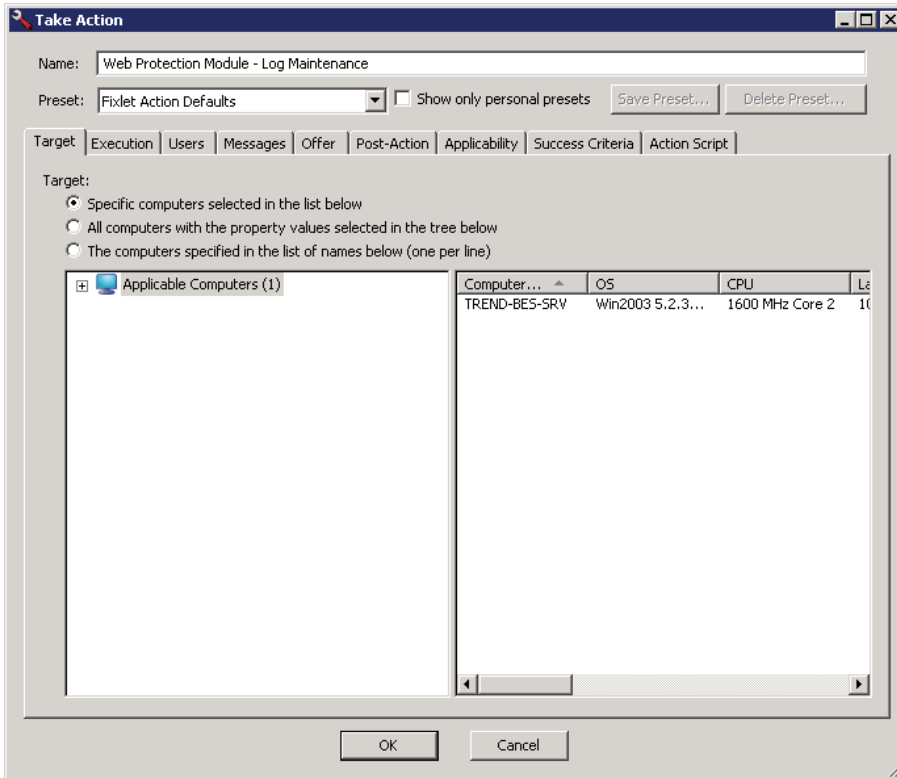 Take Action
Name: Web Protection Module - Log Maintenance
Preset: Fixlet Action Defaults Show only personal presets Save Preset... Delete Preset...
Target Execution Users Messages Offer Post-Action Applicability Success Criteria Action Script
Target:
Specific computers selected in the list below
All computers with the property values selected in the tree below
The computers specified in the list of names below (one per line)
Applicable Computers (1) Computer... OS CPU
TREND-BES-SRV Win2003 5.2.3... 1600 MHz Core 2
OK Cancel